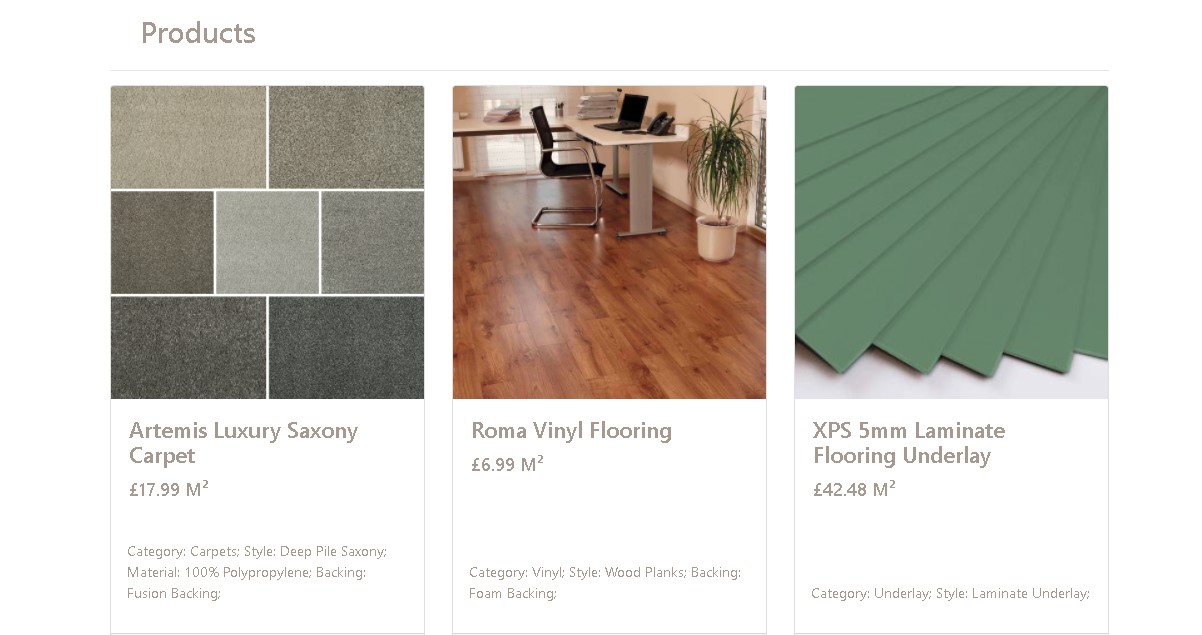 Products
Artemis Luxury Saxony
Carpet
£17.99 M²
Category: Carpets; Style: Deep Pile Saxony;
Material: 100% Polypropylene; Backing:
Fusion Backing;
Roma Vinyl Flooring
£6.99 M²
Category: Vinyl; Style: Wood Planks; Backing:
Foam Backing;
XPS 5mm Laminate
Flooring Underlay
£42.48 M²
Category: Underlay; Style: Laminate Underlay;